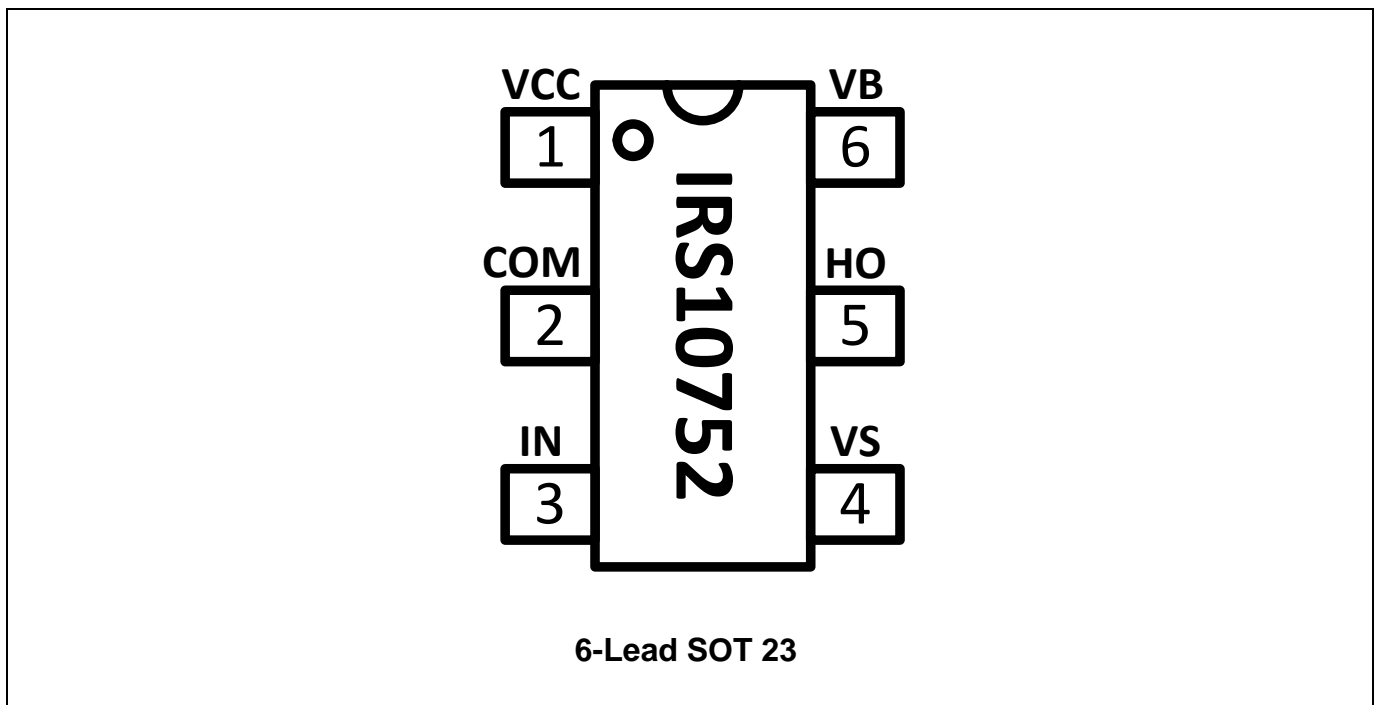 VCC VB
1 6
IRS10752
COM HO
2 5
IN VS
3 4
6-Lead SOT 23